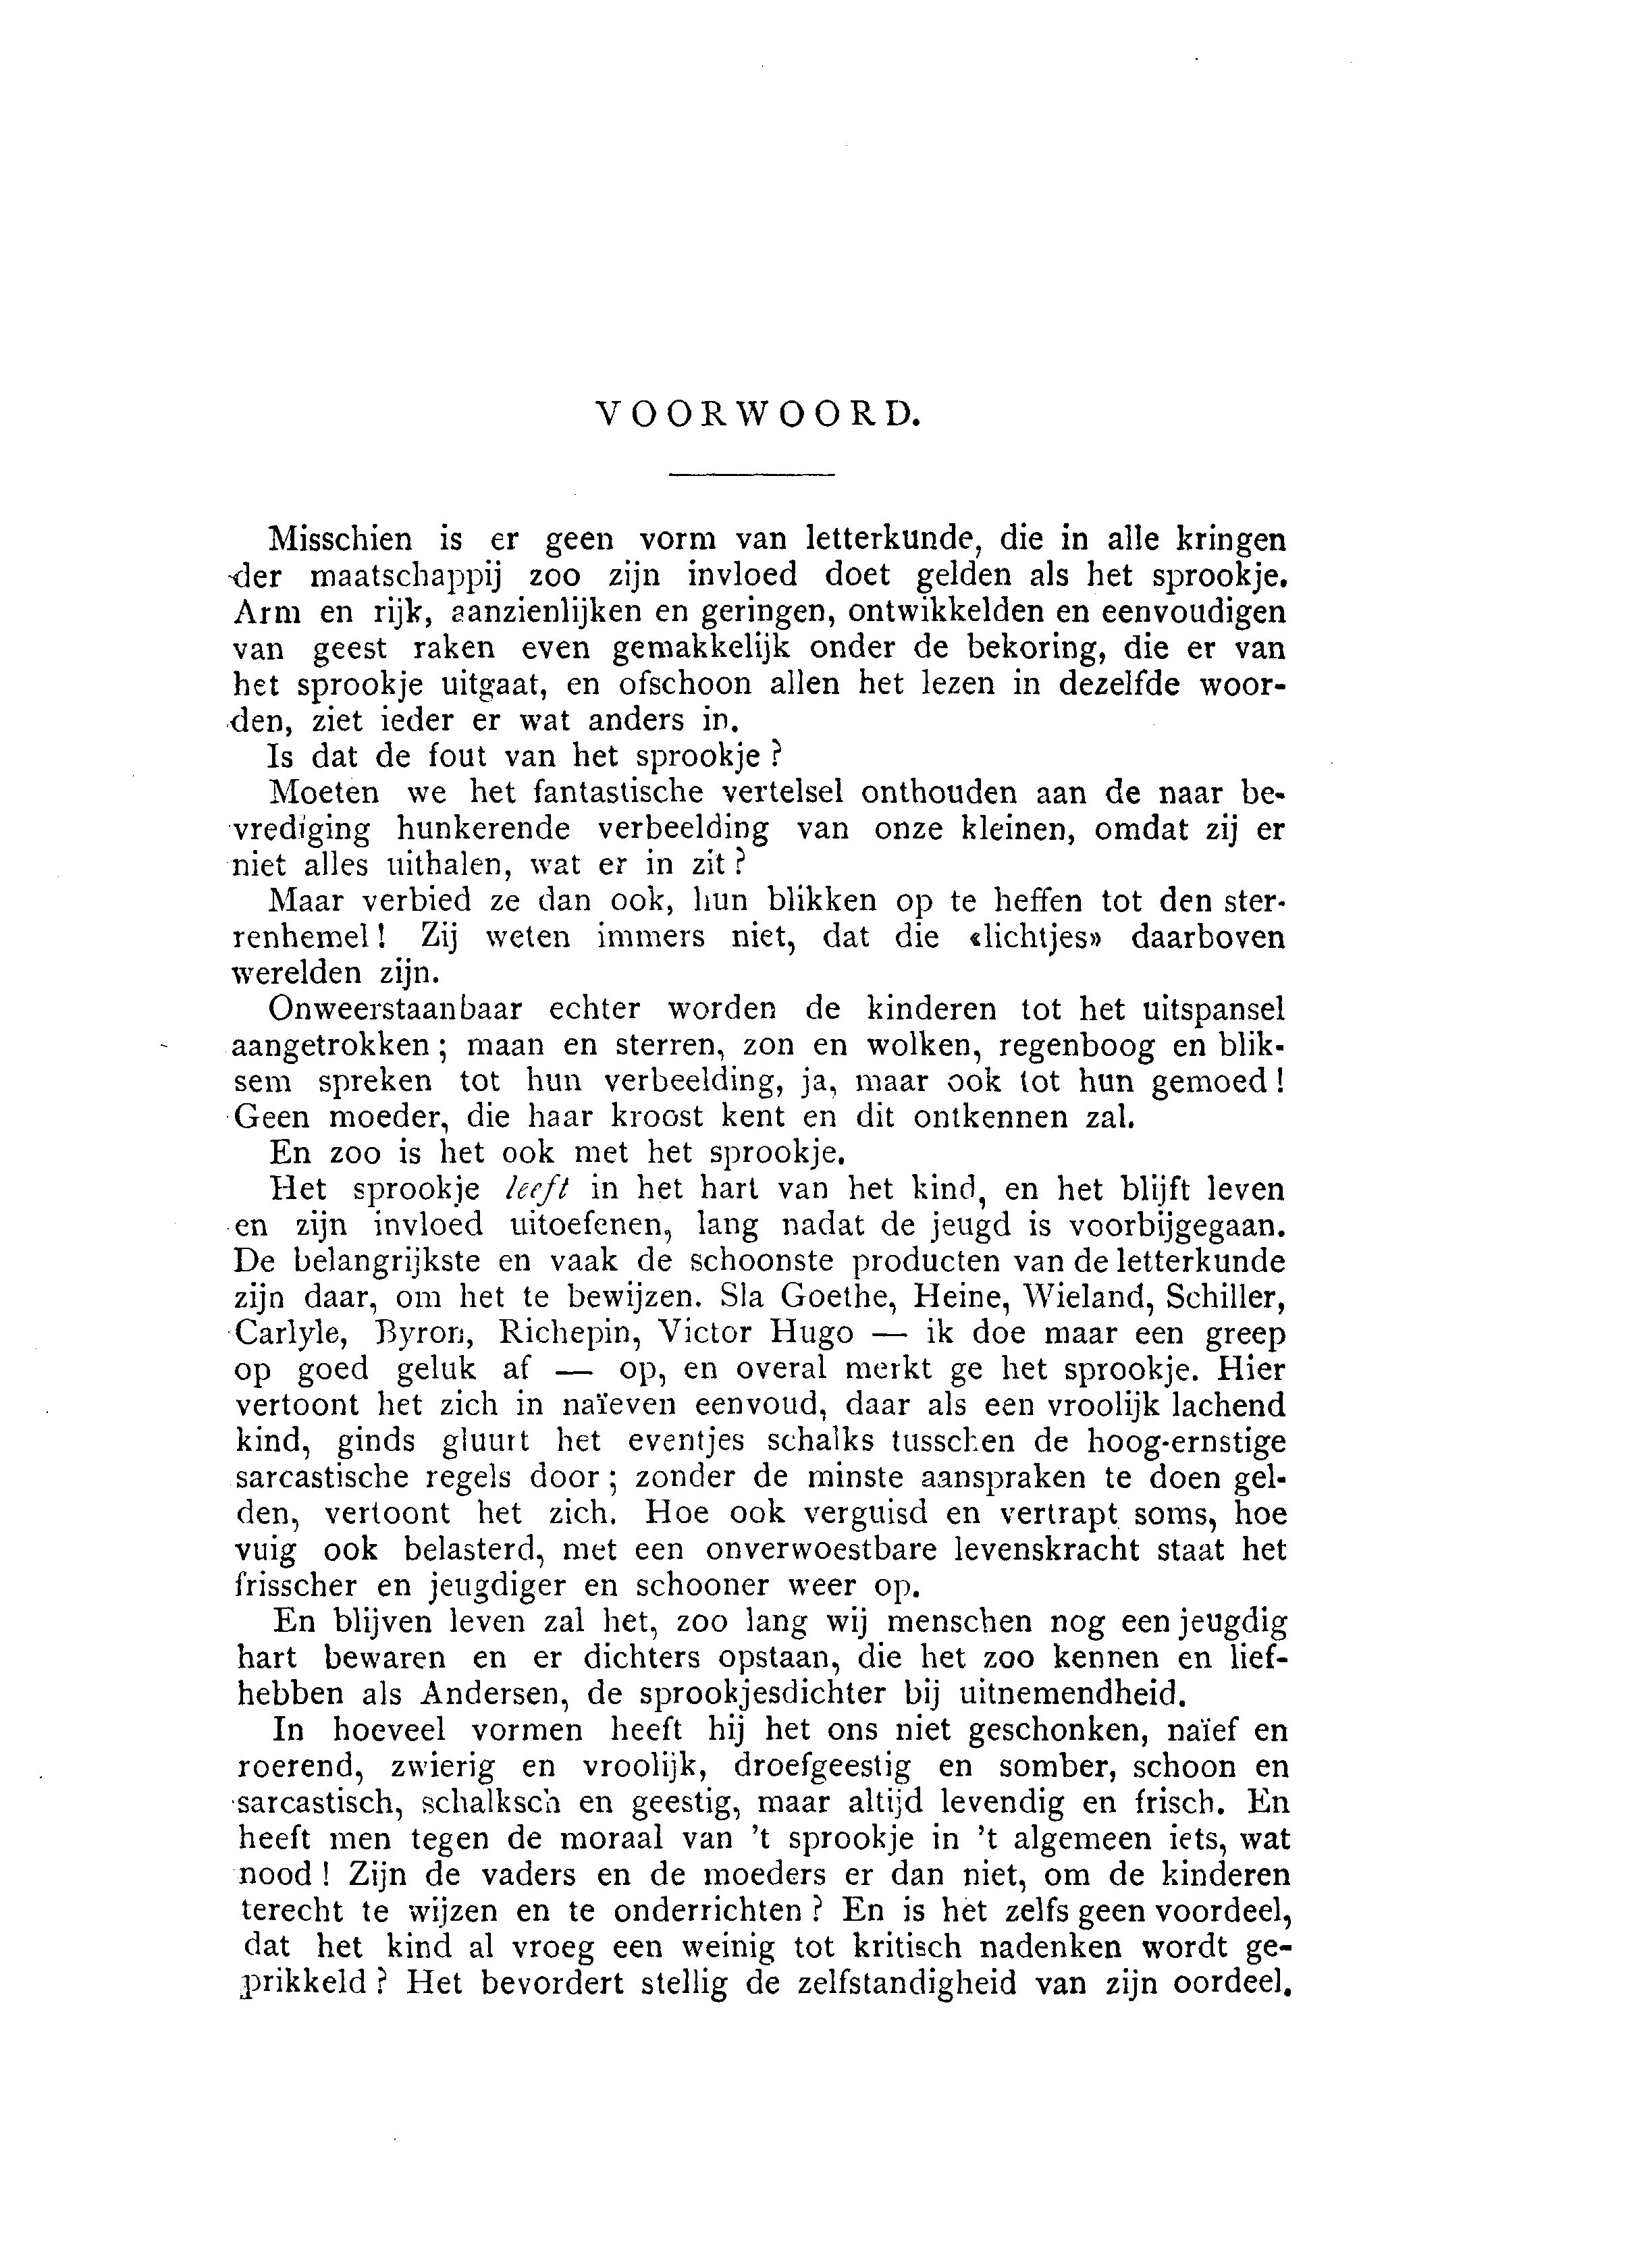 VOORWOORD.
Misschien is er geen vorm van letterkunde, die in alle kringen
der maatschappij zoo zijn invloed doet gelden als het sprookje.
Arm en rijk, aanzienlijken en geringen, ontwikkelden en eenvoudigen
van geest raken even gemakkelijk onder de bekoring, die er van
het sprookje uitgaat, en ofschoon allen het lezen in dezelfde woor-
den, ziet ieder er wat anders in.
Is dat de fout van het sprookje ?
Moeten we het fantastische vertelsel onthouden aan de naar be-
vrediging hunkerende verbeelding van onze kleinen, omdat zij er
niet alles uithalen, wat er in zit ?
Maar verbied ze dan ook, hun blikken op te heffen tot den ster-
renhemel ! Zij weten immers niet, dat die «lichtjes» daarboven
werelden zijn.
Onweerstaanbaar echter worden de kinderen tot het uitspansel
aangetrokken ; maan en sterren, zon en wolken, regenboog en blik-
sem spreken tot hun verbeelding, ja, maar ook tot hun gemoed !
Geen moeder, die haar kroost kent en dit ontkennen zal.
En zoo is het ook met het sprookje.
Het sprookje leeft in het hart van het kind, en het blijft leven
en zijn invloed uitoefenen, lang nadat de jeugd is voorbijgegaan.
De belangrijkste en vaak de schoonste producten van de letterkunde
zijn daar, om het te bewijzen. Sla Goethe, Heine, Wieland, Schiller,
Carlyle, Byron, Richepin, Victor Hugo — ik doe maar een greep
op goed geluk af — op, en overal merkt ge het sprookje. Hier
vertoont het zich in naïeven eenvoud, daar als een vroolijk lachend
kind, ginds gluurt het eventjes schalks tusschen de hoog-ernstige
sarcastische regels door ; zonder de minste aanspraken te doen gel-
den, vertoont het zich. Hoe ook verguisd en vertrapt soms, hoe
vuig ook belasterd, met een onverwoestbare levenskracht staat het
frisscher en jeugdiger en schooner weer op.
En blijven leven zal het, zoo lang wij menschen nog een jeugdig
hart bewaren en er dichters opstaan, die het zoo kennen en lief-
hebben als Andersen, de sprookjesdichter bij uitnemendheid.
In hoeveel vormen heeft hij het ons niet geschonken, naïef en
roerend, zwierig en vroolijk, droefgeestig en somber, schoon en
sarcastisch, schalksch en geestig, maar altijd levendig en frisch. En
heeft men tegen de moraal van 't sprookje in 't algemeen iets, wat
nood ! Zijn de vaders en de moeders er dan niet, om de kinderen
terecht te wijzen en te onderrichten ? En is het zelfs geen voordeel,
dat het kind al vroeg een weinig tot kritisch nadenken wordt ge-
prikkeld ? Het bevordert stellig de zelfstandigheid van zijn oordeel.